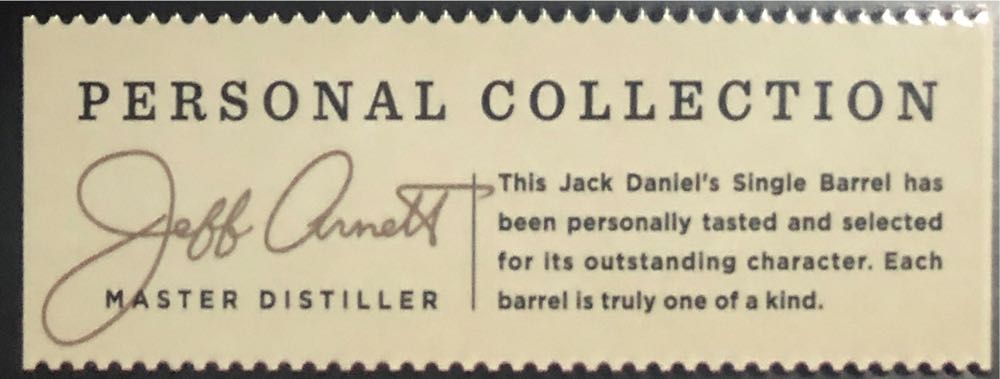 PERSONAL COLLECTION
Jeff Arnett
MASTER DISTILLER
This Jack Daniel's Single Barrel has
been personally tasted and selected
for its outstanding character. Each
barrel is truly one of a kind.